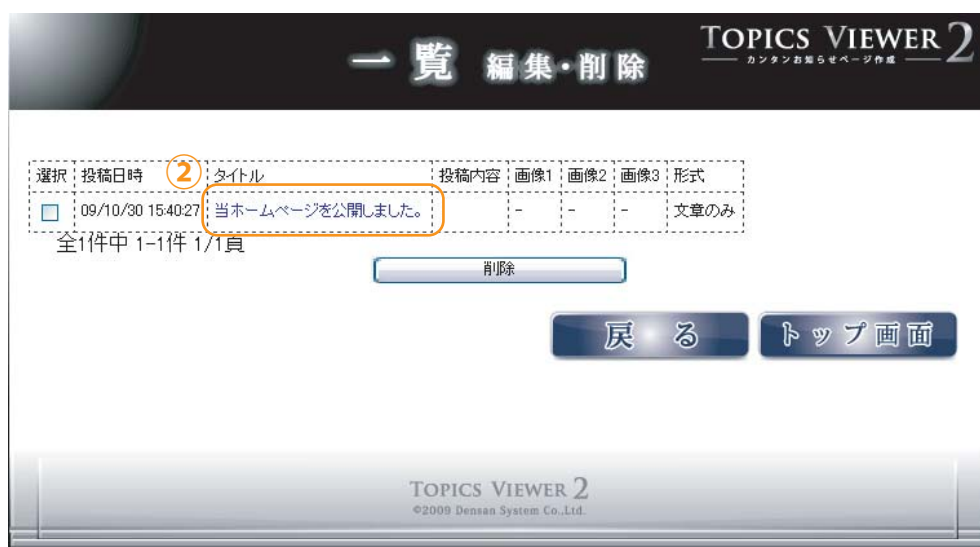 一覧 編集・削除
TOPICS VIEWER 2
カンタンお知らせページ作成
②
選択 投稿日時 タイトル 投稿内容 画像1 画像2 画像3 形式
09/10/30 15:40:27 当ホームページを公開しました。 - - - 文章のみ
全1件中 1-1件 1/1頁
削除
戻る トップ画面
TOPICS VIEWER 2
©2009 Densan System Co.,Ltd.